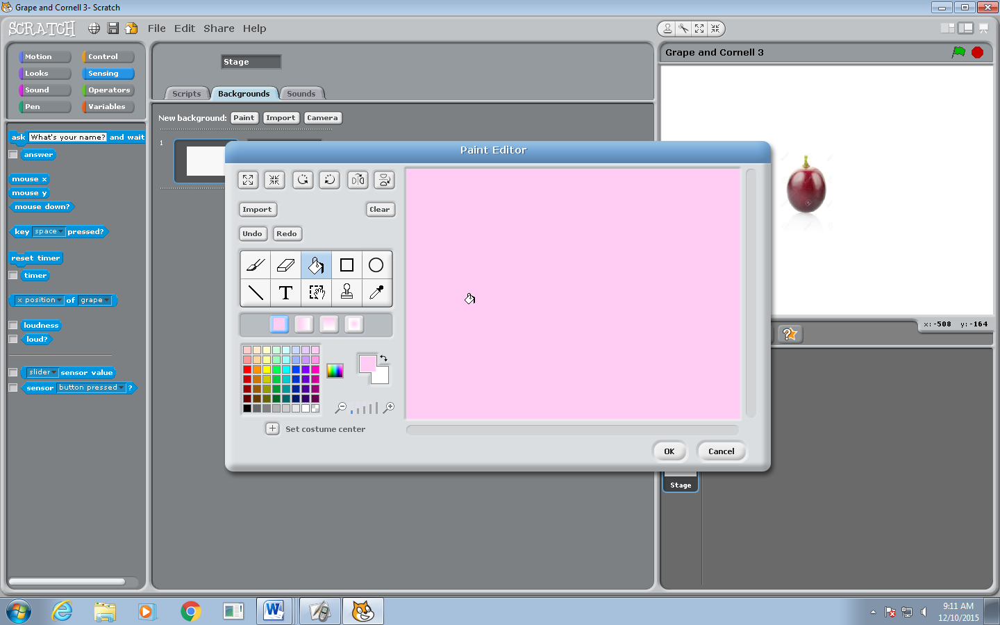 Grape and Cornell 3- Scratch
SCRATCH File Edit Share Help
Motion Control
Looks Sensing
Sound Operators
Pen Variables
ask What's your name? and wait
answer
mouse x
mouse y
mouse down?
key space pressed?
reset timer
timer
x position of grape
loudness
loud?
slider sensor value
sensor button pressed ?
Stage
Scripts Backgrounds Sounds
New background: Paint Import Camera
1
Paint Editor
Import Clear
Undo Redo
T
Set costume center
OK Cancel
Grape and Cornell 3
x: -508 y: -164
Stage
W
9:11 AM
12/10/2015